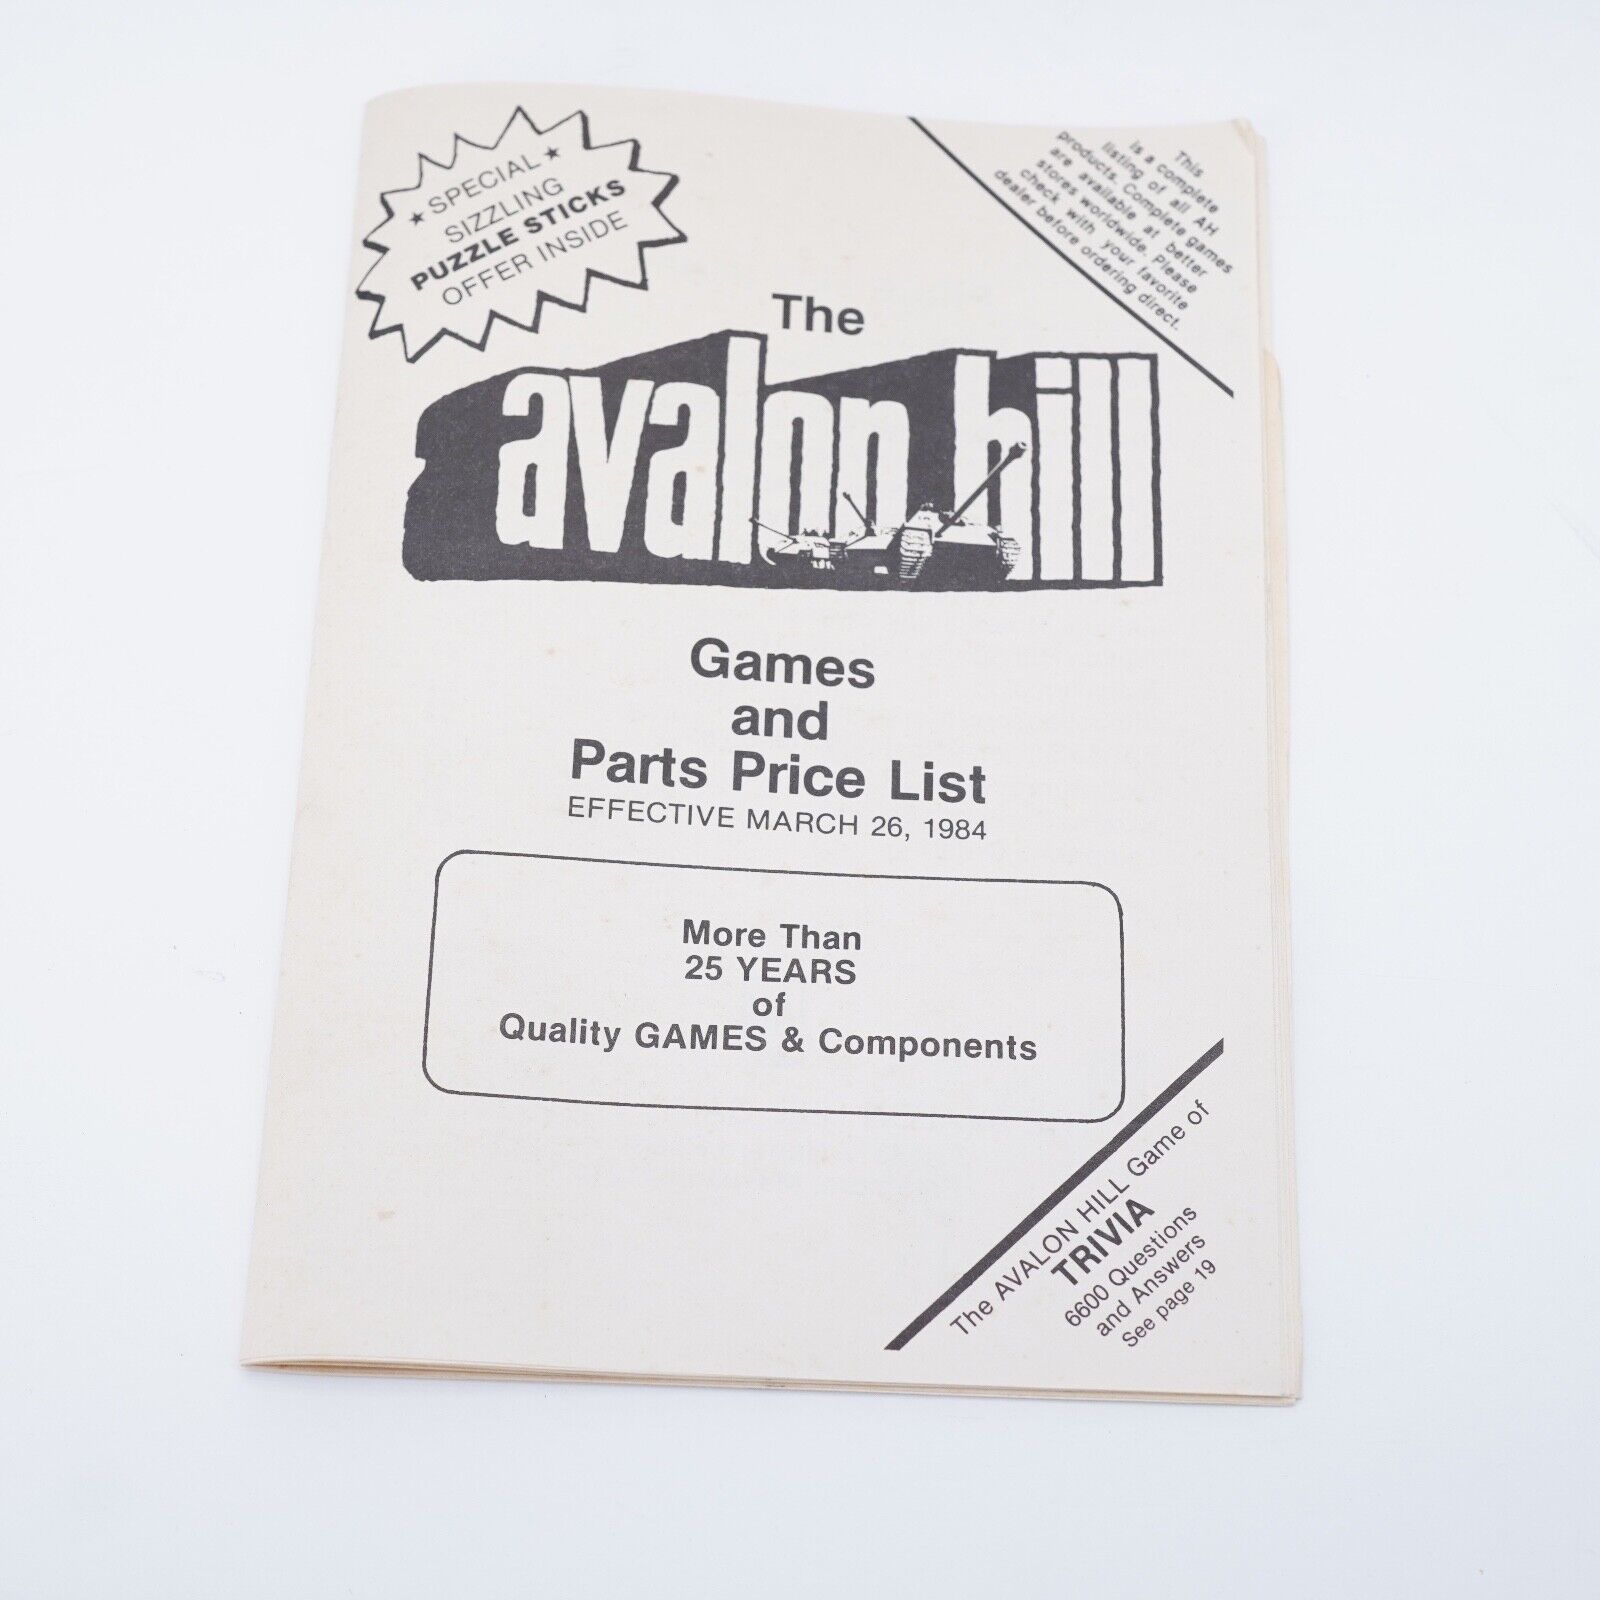 ★ SPECIAL ★
SIZZLING
PUZZLE STICKS
OFFER INSIDE
This
is a complete
listing of all AH
products. Complete games
are available at better
stores worldwide. Please
check with your favorite
dealer before ordering direct.
The
avalon hill
Games
and
Parts Price List
EFFECTIVE MARCH 26, 1984
More Than
25 YEARS
of
Quality GAMES & Components
The AVALON HILL Game of
TRIVIA
6600 Questions
and Answers
See page 19